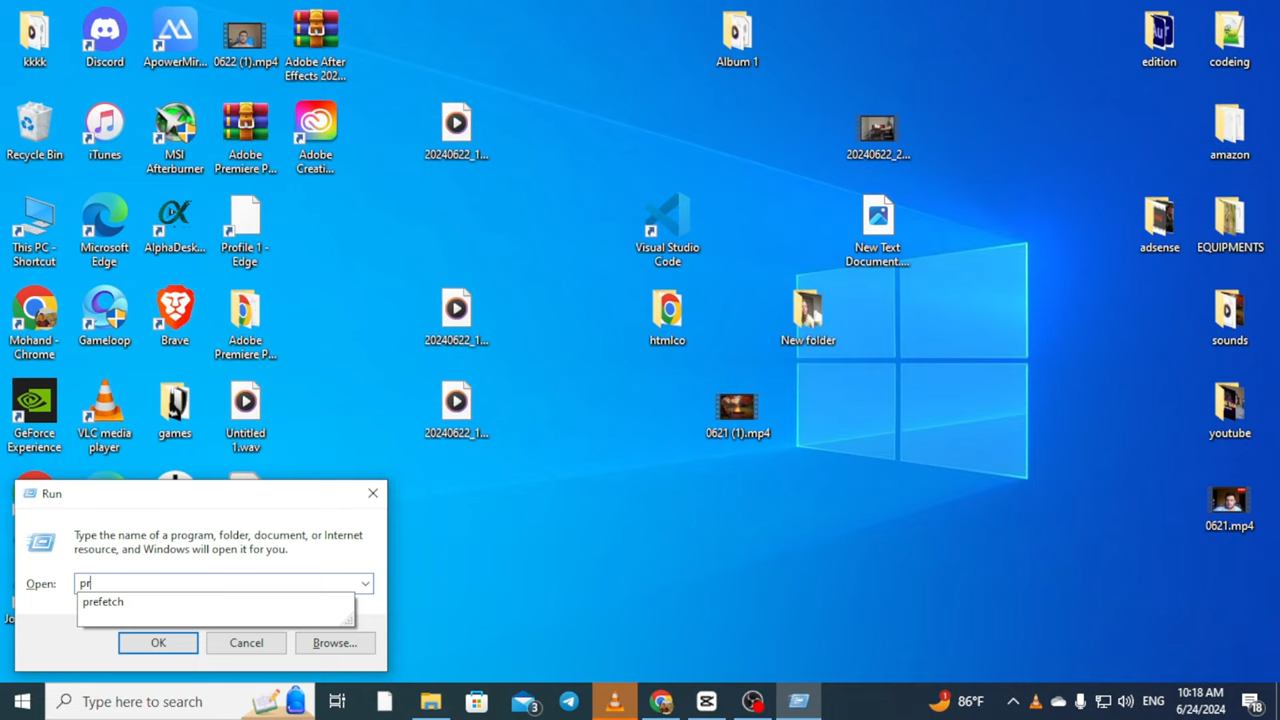 kkkk
Discord
ApowerMir...
0622 (1).mp4
Adobe After
Effects 202...
Album 1
edition
codeing
Recycle Bin
iTunes
MSI
Afterburner
Adobe
Premiere P...
Adobe
Creati...
20240622_1...
20240622_2...
amazon
This PC -
Shortcut
Microsoft
Edge
AlphaDesk...
Profile 1 -
Edge
Visual Studio
Code
New Text
Document....
adsense
EQUIPMENTS
Mohand -
Chrome
Gameloop
Brave
Adobe
Premiere P...
20240622_1...
htmlco
New folder
sounds
GeForce
Experience
VLC media
player
games
Untitled
1.wav
20240622_1...
0621 (1).mp4
youtube
0621.mp4
Run
Type the name of a program, folder, document, or Internet
resource, and Windows will open it for you.
Open:
pr
prefetch
OK
Cancel
Browse...
Type here to search
3
1
86°F
ENG
10:18 AM
6/24/2024
18